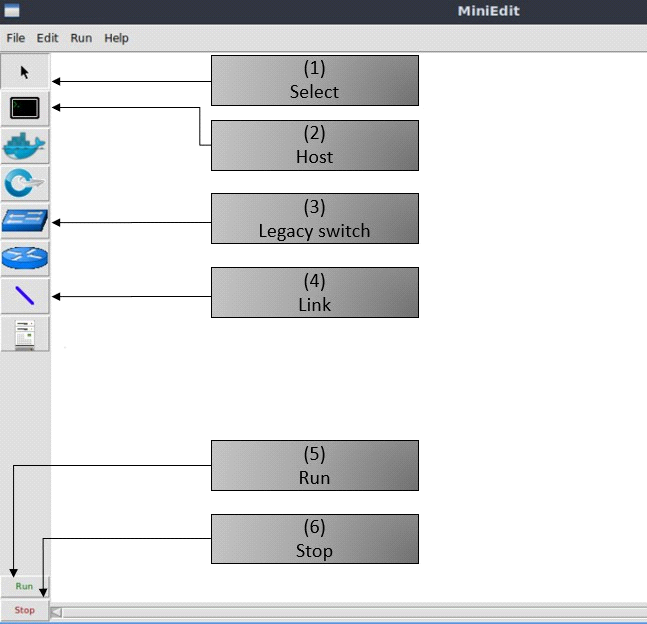 MiniEdit
File Edit Run Help
(1)
Select
(2)
Host
(3)
Legacy switch
(4)
Link
(5)
Run
(6)
Stop
Run
Stop